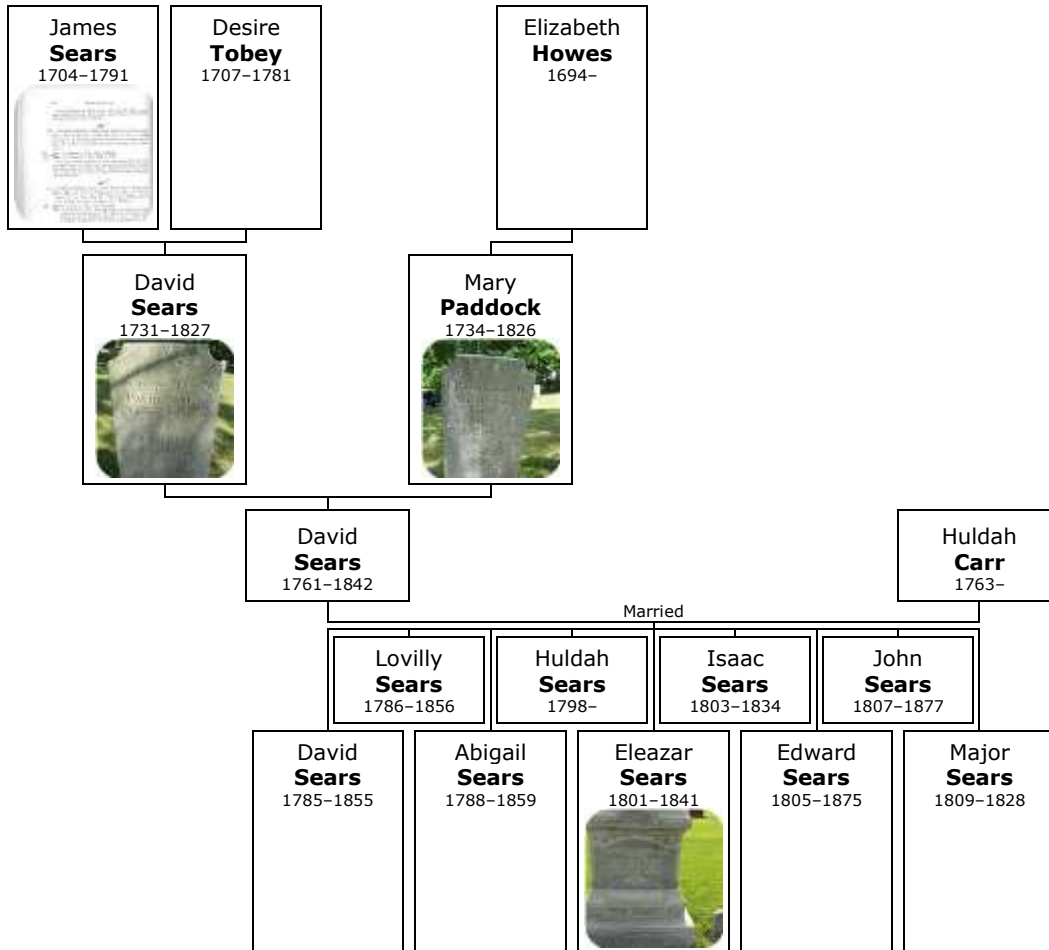 James
Sears
1704–1791
Desire
Tobey
1707–1781
Elizabeth
Howes
1694–
David
Sears
1731–1827
Mary
Paddock
1734–1826
David
Sears
1761–1842
Huldah
Carr
1763–
Married
Lovilly
Sears
1786–1856
Huldah
Sears
1798–
Isaac
Sears
1803–1834
John
Sears
1807–1877
David
Sears
1785–1855
Abigail
Sears
1788–1859
Eleazar
Sears
1801–1841
Edward
Sears
1805–1875
Major
Sears
1809–1828